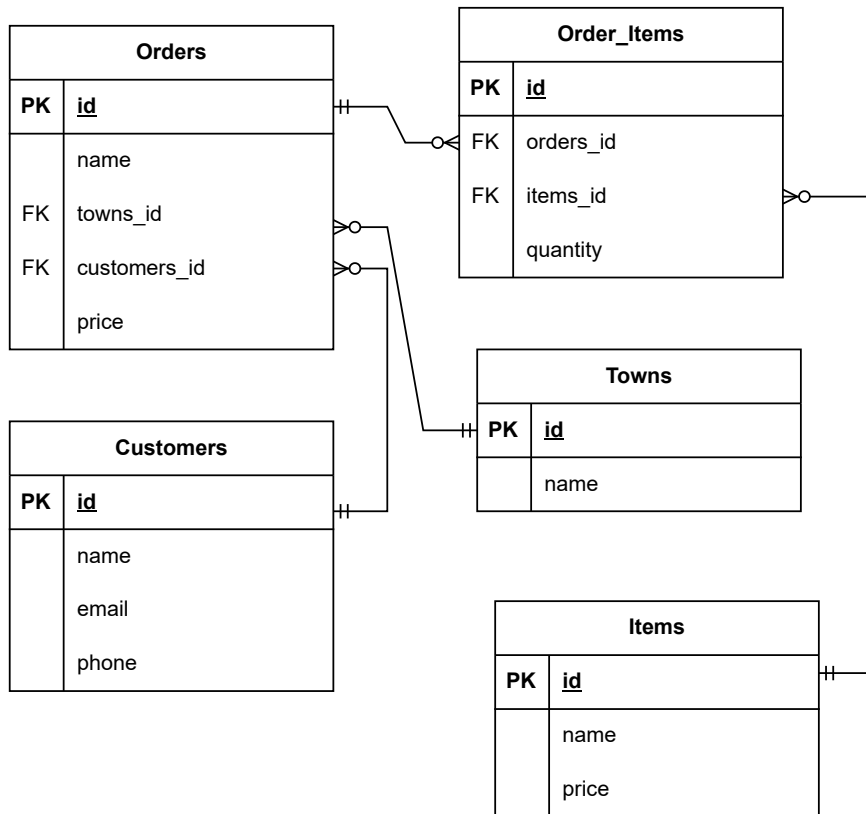 Orders
PK id
name
FK towns_id
FK customers_id
price
Order_Items
PK id
FK orders_id
FK items_id
quantity
Towns
PK id
name
Customers
PK id
name
email
phone
Items
PK id
name
price